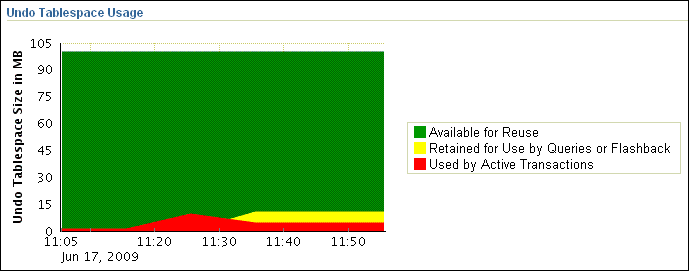 Undo Tablespace Usage
Undo Tablespace Size in MB
105
90
75
60
45
30
15
0
11:05
11:20
11:30
11:40
11:50
Jun 17, 2009
Available for Reuse
Retained for Use by Queries or Flashback
Used by Active Transactions